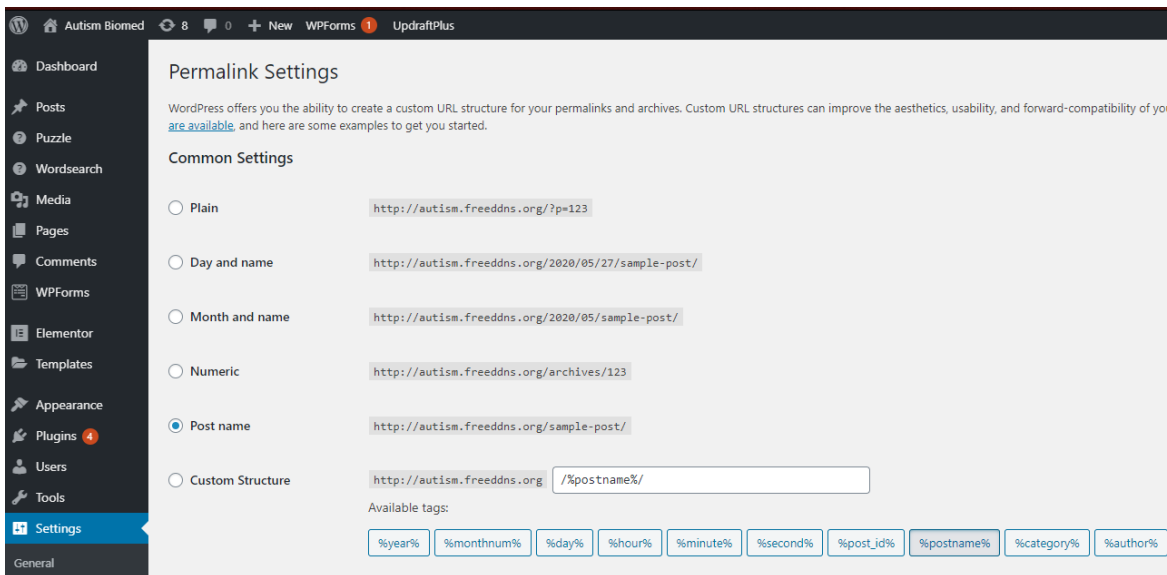 Autism Biomed 8 0 + New WPForms 1 UpdraftPlus
Dashboard
Posts
Puzzle
Wordsearch
Media
Pages
Comments
WPForms
Elementor
Templates
Appearance
Plugins 4
Users
Tools
Settings
General
Permalink Settings
WordPress offers you the ability to create a custom URL structure for your permalinks and archives. Custom URL structures can improve the aesthetics, usability, and forward-compatibility of
are available, and here are some examples to get you started.
Common Settings
Plain http://autism.freeddns.org/?p=123
Day and name http://autism.freeddns.org/2020/05/27/sample-post/
Month and name http://autism.freeddns.org/2020/05/sample-post/
Numeric http://autism.freeddns.org/archives/123
Post name http://autism.freeddns.org/sample-post/
Custom Structure http://autism.freeddns.org /%postname%/
Available tags:
%year% %monthnum% %day% %hour% %minute% %second% %post_id% %postname% %category% %author%